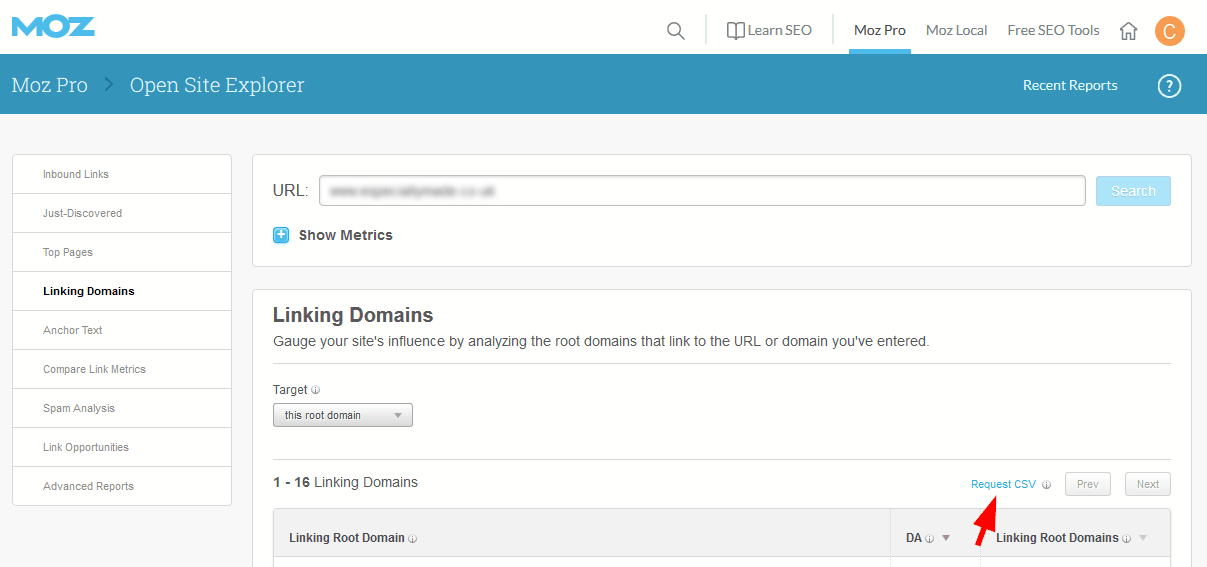 MOZ
Learn SEO
Moz Pro
Moz Local
Free SEO Tools
C
Moz Pro > Open Site Explorer
Recent Reports
?
Inbound Links
Just-Discovered
Top Pages
Linking Domains
Anchor Text
Compare Link Metrics
Spam Analysis
Link Opportunities
Advanced Reports
URL:
Search
Show Metrics
Linking Domains
Gauge your site's influence by analyzing the root domains that link to the URL or domain you've entered.
Target
this root domain
1 - 16 Linking Domains
Request CSV
Prev
Next
Linking Root Domain
DA
Linking Root Domains